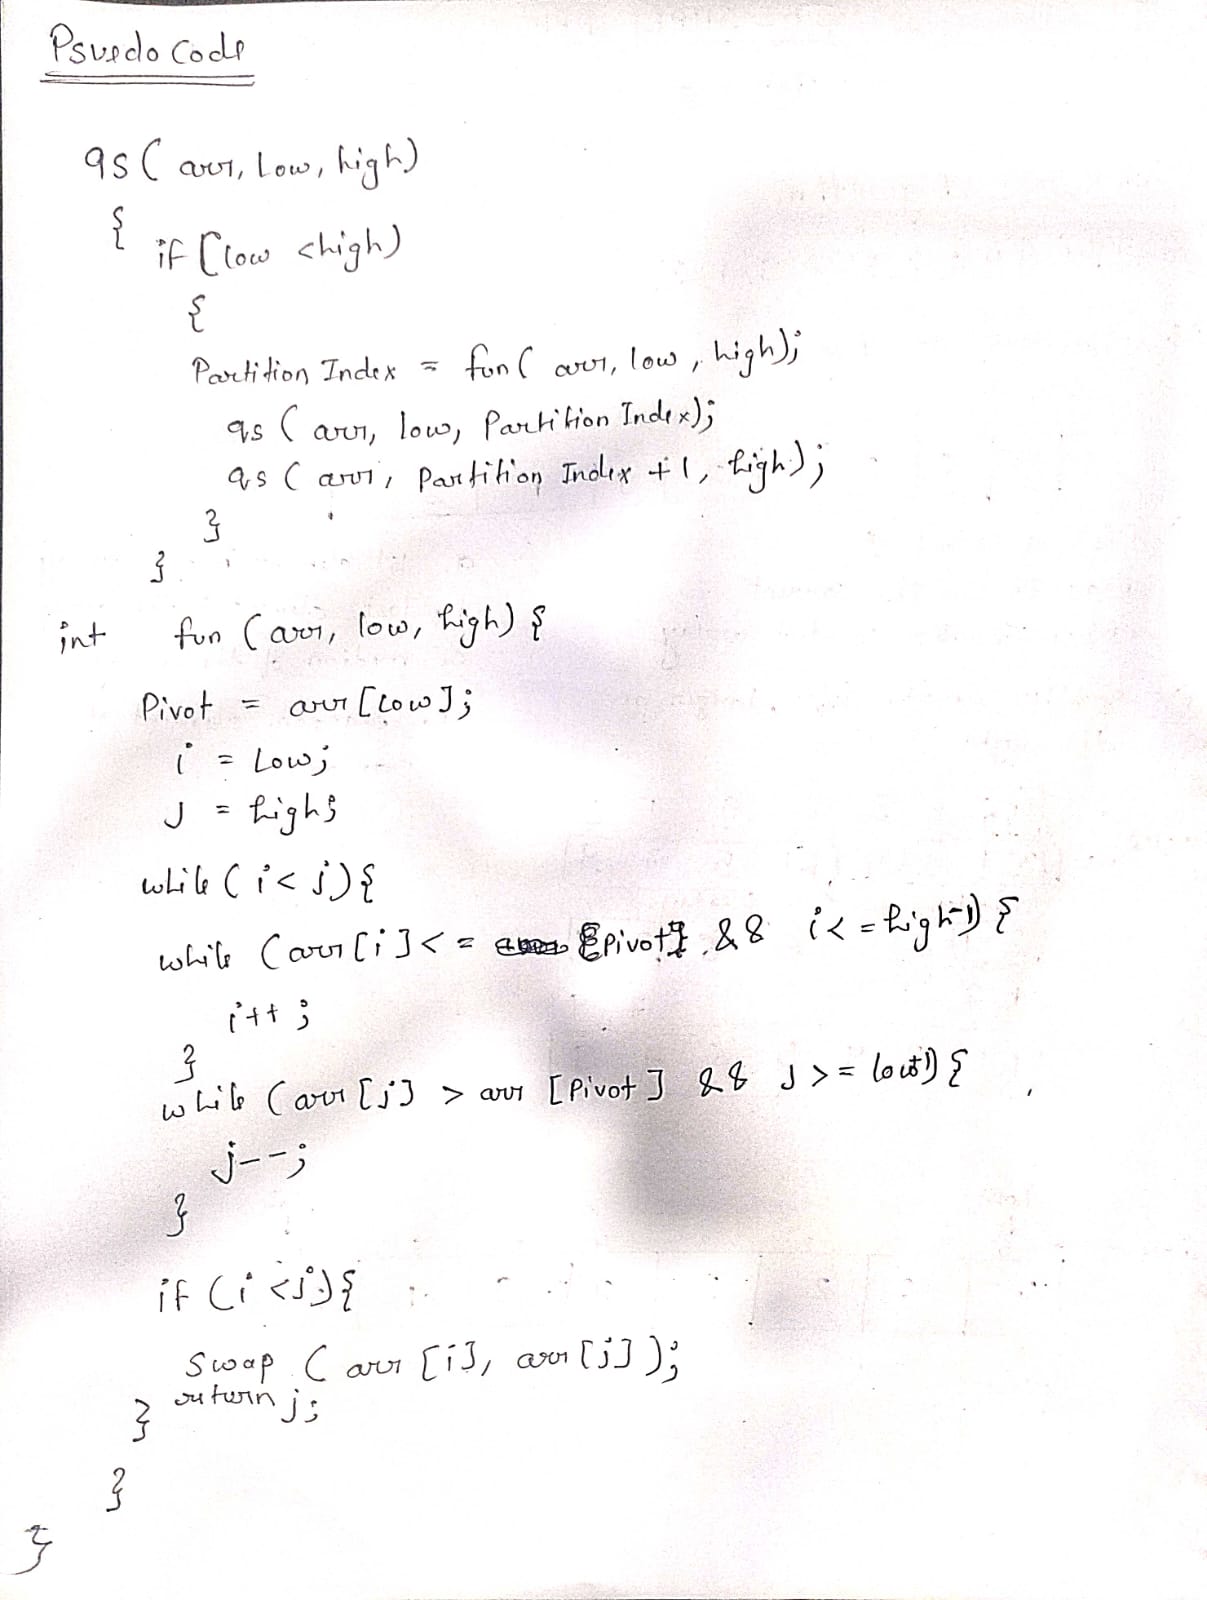 Psuedo Code
qs ( arr, Low, high)
{
if (low <high)
{
Partition Index = fun( arr, low, high);
qs ( arr, low, Partition Index);
qs ( arr, Partition Index +1, high);
}
}
int fun (arr, low, high) {
Pivot = arr [Low];
i = Low;
J = high;
while ( i< j){
while (arr[i]<= [Pivot] && i<=high-1) {
i++;
}
while (arr [j] > arr [Pivot] && J >= low+1) {
j--;
}
if (i <j){
Swap ( arr [i], arr [j] );
return j;
}
}
}